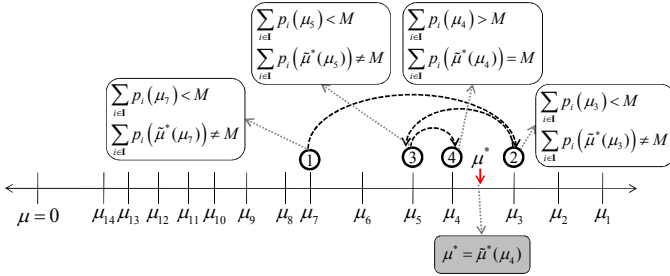 ∑_{i∈I} p_i(μ_5) < M
∑_{i∈I} p_i(μ̃*(μ_5)) ≠ M
∑_{i∈I} p_i(μ_4) > M
∑_{i∈I} p_i(μ̃*(μ_4)) = M
∑_{i∈I} p_i(μ_7) < M
∑_{i∈I} p_i(μ̃*(μ_7)) ≠ M
∑_{i∈I} p_i(μ_3) < M
∑_{i∈I} p_i(μ̃*(μ_3)) ≠ M
1 3 4 μ* 2
μ = 0 μ_14 μ_13 μ_12 μ_11 μ_10 μ_9 μ_8 μ_7 μ_6 μ_5 μ_4 μ_3 μ_2 μ_1
μ* = μ̃*(μ_4)